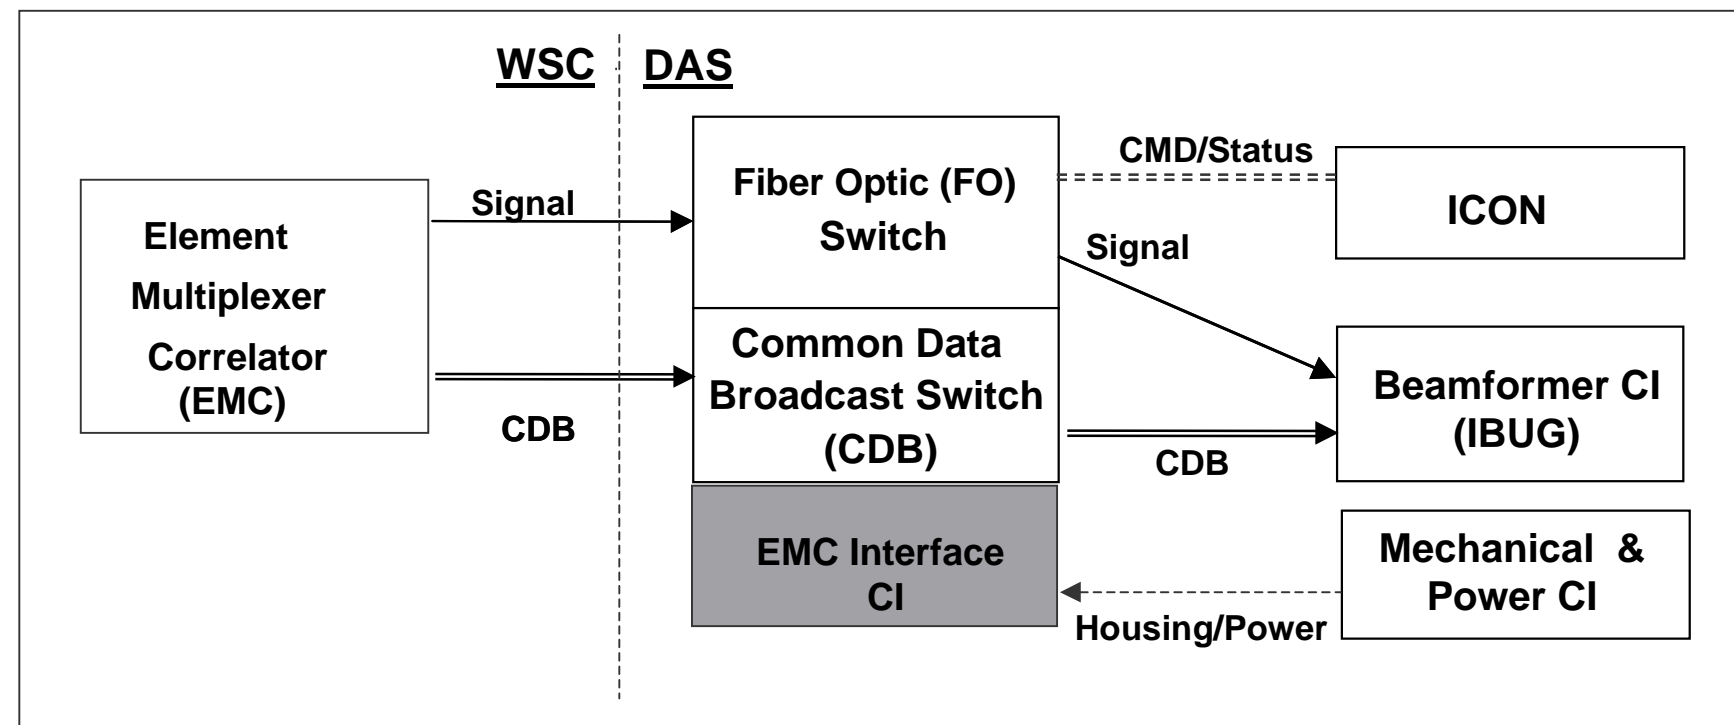 WSC
DAS
Element
Multiplexer
Correlator
(EMC)
Signal
CDB
Fiber Optic (FO)
Switch
Common Data
Broadcast Switch
(CDB)
EMC Interface
CI
CMD/Status
Signal
CDB
Housing/Power
ICON
Beamformer CI
(IBUG)
Mechanical &
Power CI